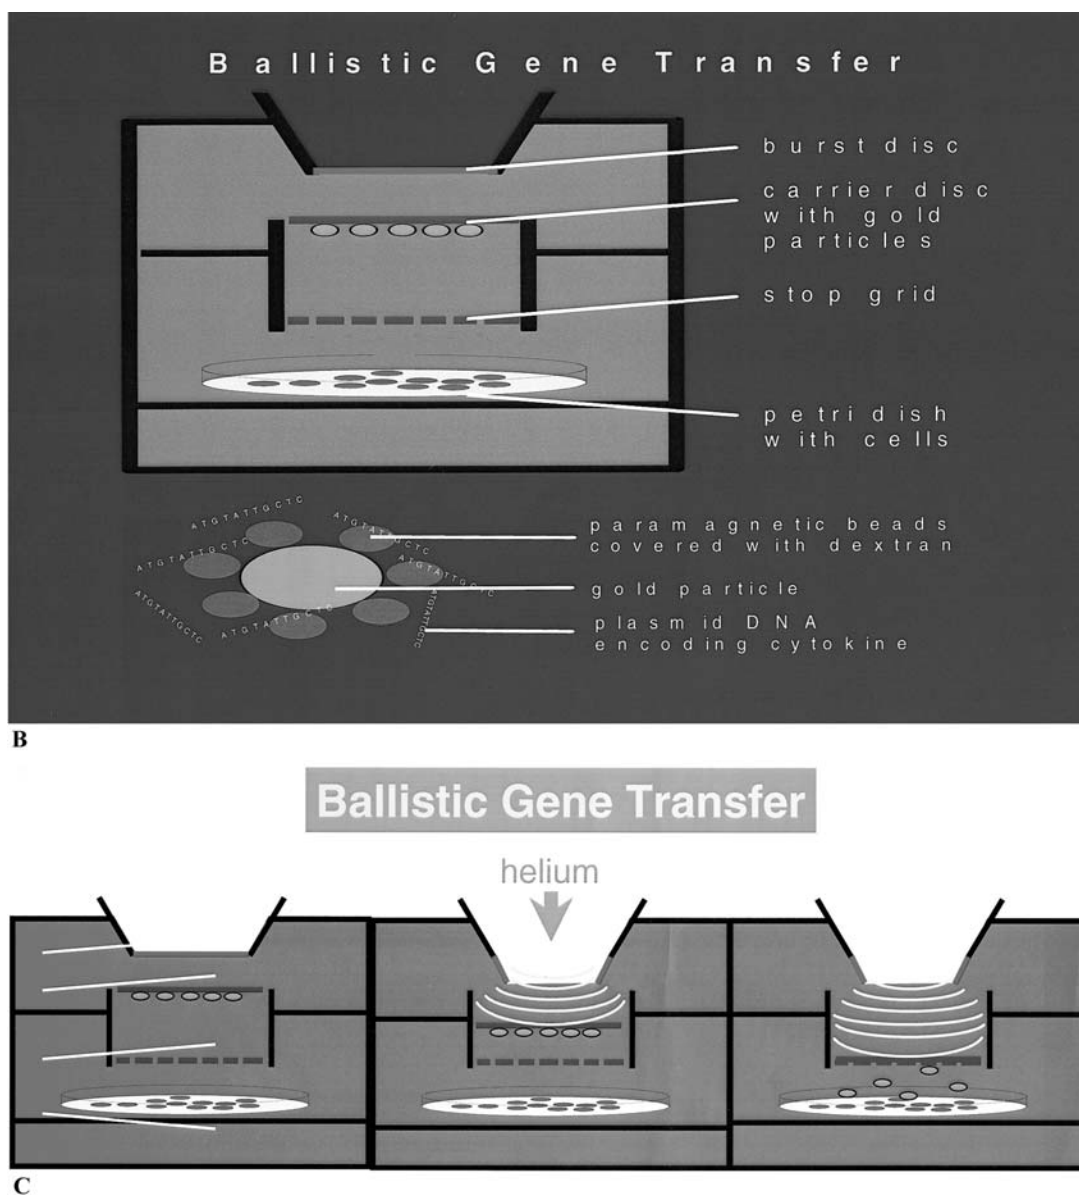 Ballistic Gene Transfer
burst disc
carrier disc
with gold
particles
stop grid
petri dish
with cells
ATGTATTGCTC
ATGTATTGCTC
ATGTATTGCTC
ATGTATTGCTC
ATGTATTGCTC
ATGTATTGCTC
ATGTATTGCTC
paramagnetic beads
covered with dextran
gold particle
plasmid DNA
encoding cytokine
B
Ballistic Gene Transfer
helium
C